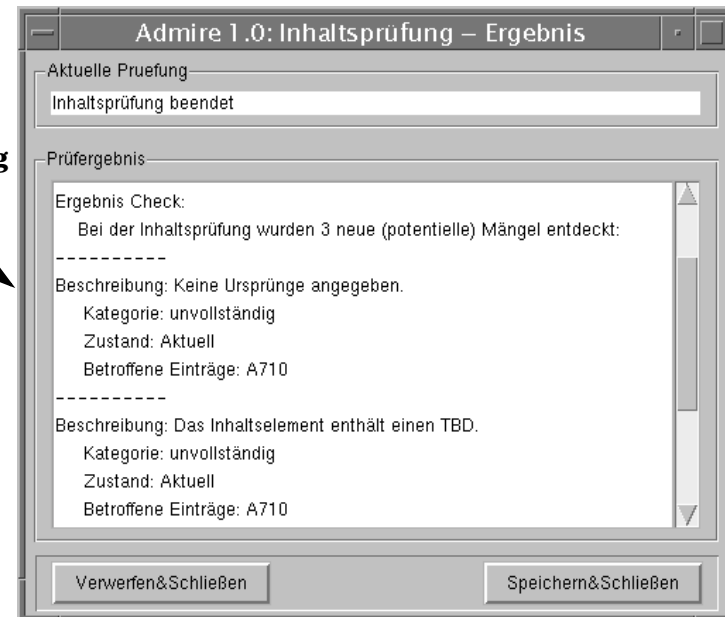 Admire 1.0: Inhaltsprüfung – Ergebnis
Aktuelle Pruefung
Inhaltsprüfung beendet
g
Prüfergebnis
Ergebnis Check:
Bei der Inhaltsprüfung wurden 3 neue (potentielle) Mängel entdeckt:
----------
Beschreibung: Keine Ursprünge angegeben.
Kategorie: unvollständig
Zustand: Aktuell
Betroffene Einträge: A710
----------
Beschreibung: Das Inhaltselement enthält einen TBD.
Kategorie: unvollständig
Zustand: Aktuell
Betroffene Einträge: A710
Verwerfen&Schließen
Speichern&Schließen